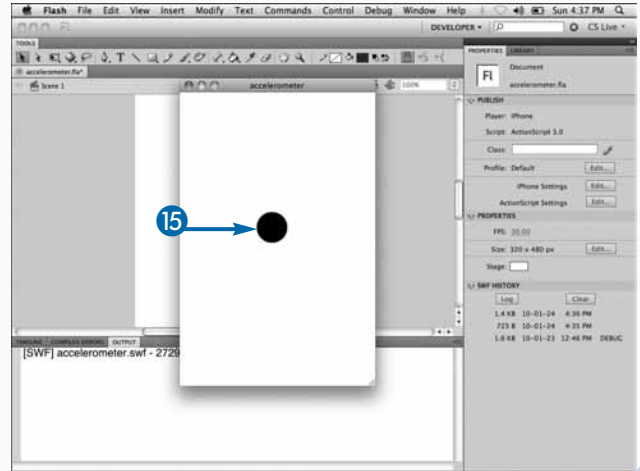 Flash File Edit View Insert Modify Text Commands Control Debug Window Help Sun 4:37 PM
FL DEVELOPER CS Live
TOOLS
accelerometer.fla*
Scene 1
100%
accelerometer
15
PROPERTIES LIBRARY
FL
Document
accelerometer.fla
PUBLISH
Player: iPhone
Script: ActionScript 3.0
Class:
Profile: Default Edit...
iPhone Settings Edit...
ActionScript Settings Edit...
PROPERTIES
FPS: 30.00
Size: 320 x 480 px Edit...
Stage:
SWF HISTORY
Log Clear
1.4 KB 10-01-24 4:36 PM
723 B 10-01-24 4:35 PM
1.6 KB 10-01-23 12:46 PM DEBUG
TIMELINE COMPILER ERRORS OUTPUT
[SWF] accelerometer.swf - 2729